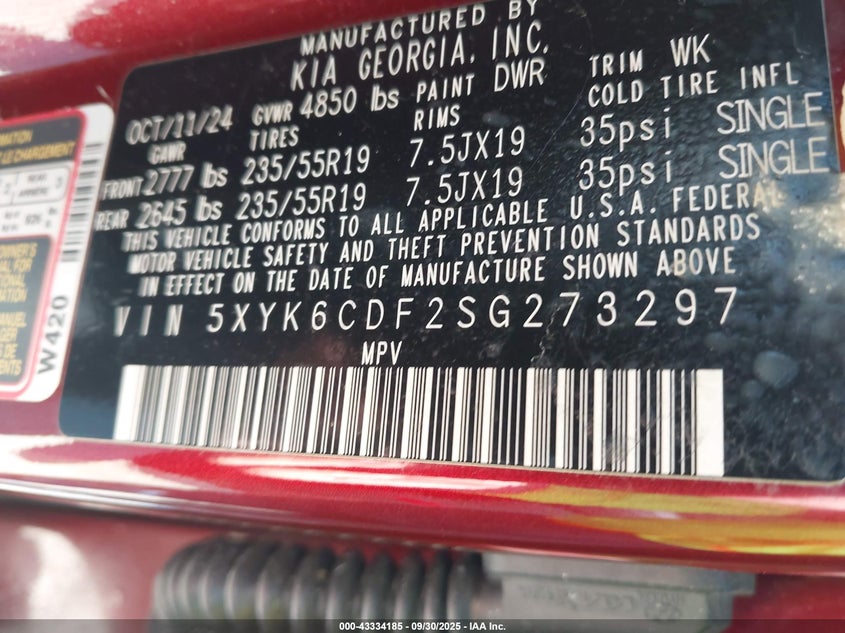 MANUFACTURED BY
KIA GEORGIA, INC.
OCT/11/24 GVWR 4850 lbs PAINT DWR TRIM WK
GAWR TIRES RIMS COLD TIRE INFL
FRONT 2777 lbs 235/55R19 7.5JX19 35psi SINGLE
REAR 2645 lbs 235/55R19 7.5JX19 35psi SINGLE
THIS VEHICLE CONFORMS TO ALL APPLICABLE U.S.A. FEDERAL
MOTOR VEHICLE SAFETY AND THEFT PREVENTION STANDARDS
IN EFFECT ON THE DATE OF MANUFACTURE SHOWN ABOVE
VIN 5XYK6CDF2SG273297
MPV
W420
000-43334185 - 09/30/2025 - IAA Inc.